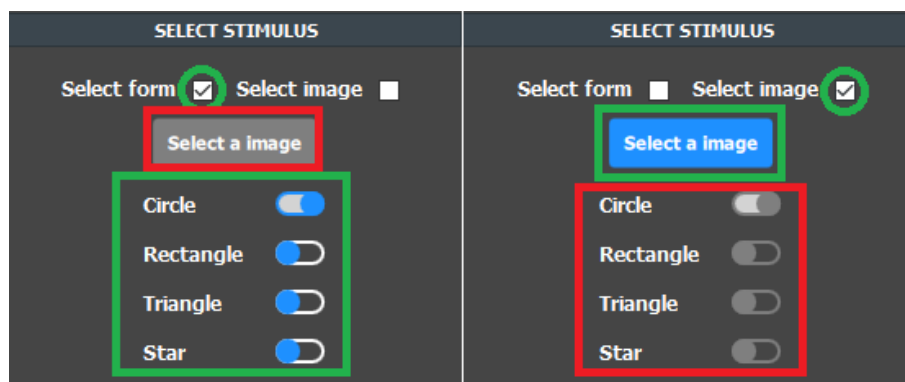 SELECT STIMULUS
Select form Select image
Select a image
Circle
Rectangle
Triangle
Star
SELECT STIMULUS
Select form Select image
Select a image
Circle
Rectangle
Triangle
Star